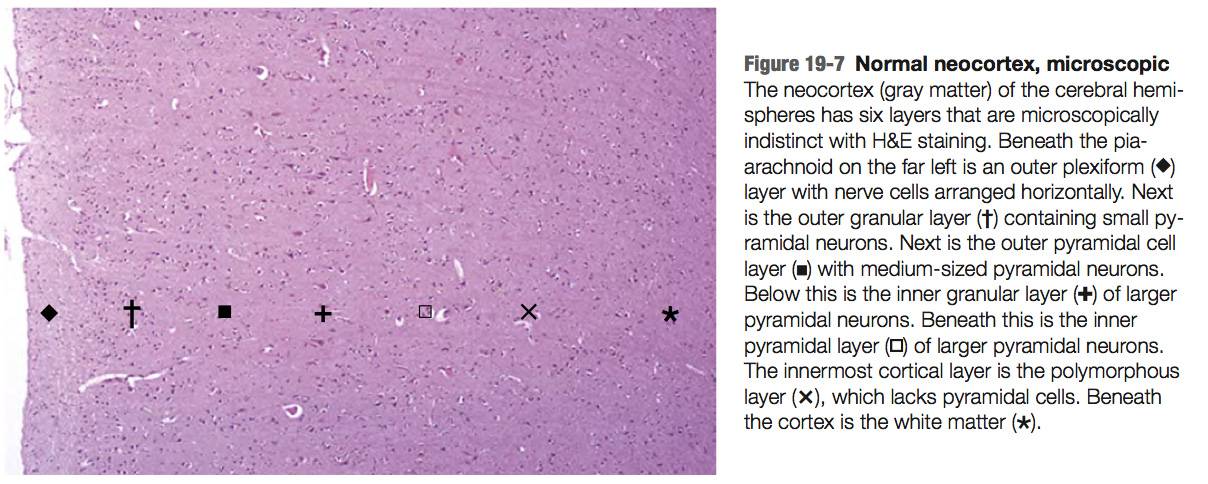 Figure 19-7 Normal neocortex, microscopic
The neocortex (gray matter) of the cerebral hemi-
spheres has six layers that are microscopically
indistinct with H&E staining. Beneath the pia-
arachnoid on the far left is an outer plexiform (◆)
layer with nerve cells arranged horizontally. Next
is the outer granular layer (†) containing small py-
ramidal neurons. Next is the outer pyramidal cell
layer (■) with medium-sized pyramidal neurons.
Below this is the inner granular layer (+) of larger
pyramidal neurons. Beneath this is the inner
pyramidal layer (□) of larger pyramidal neurons.
The innermost cortical layer is the polymorphous
layer (×), which lacks pyramidal cells. Beneath
the cortex is the white matter (*).
◆ † ■ + □ × *